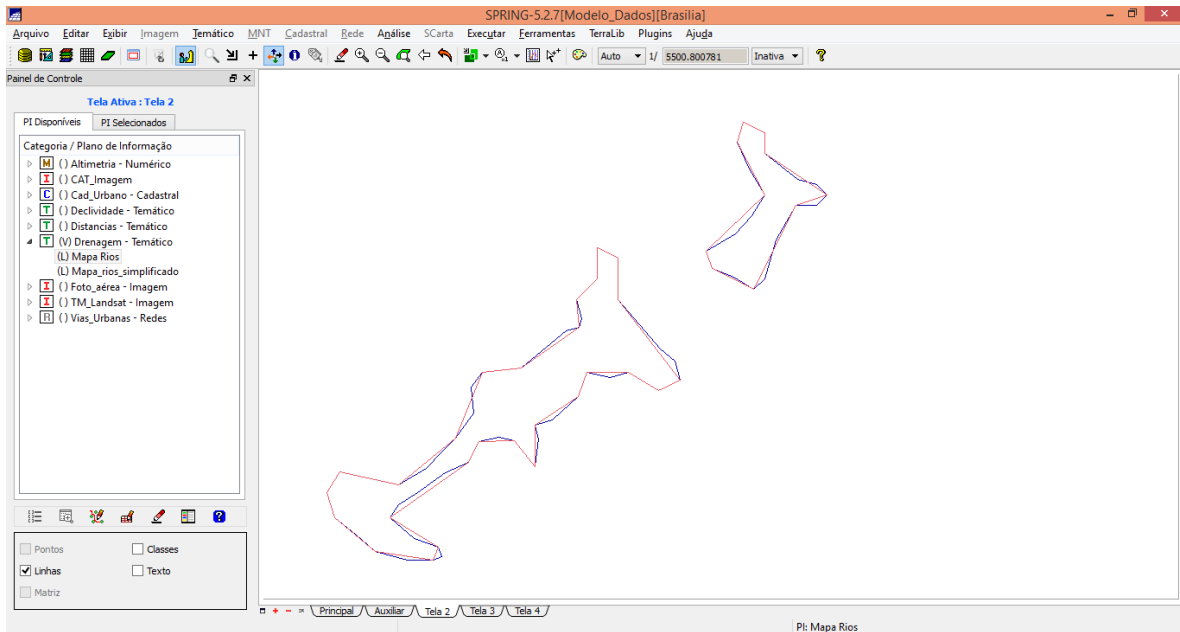 SPRING-5.2.7[Modelo_Dados][Brasilia]
Arquivo Editar Exibir Imagem Temático MNT Cadastral Rede Análise SCarta Executar Ferramentas TerraLib Plugins Ajuda
Auto 1/ 5500.800781 Inativa
Painel de Controle
Tela Ativa : Tela 2
PI Disponíveis PI Selecionados
Categoria / Plano de Informação
M ( ) Altimetria - Numérico
I ( ) CAT_Imagem
C ( ) Cad_Urbano - Cadastral
T ( ) Declividade - Temático
T ( ) Distancias - Temático
T (V) Drenagem - Temático
(L) Mapa Rios
(L) Mapa_rios_simplificado
I ( ) Foto_aérea - Imagem
I ( ) TM_Landsat - Imagem
R ( ) Vias_Urbanas - Redes
Pontos Classes
Linhas Texto
Matriz
Principal Auxiliar Tela 2 Tela 3 Tela 4
PI: Mapa Rios